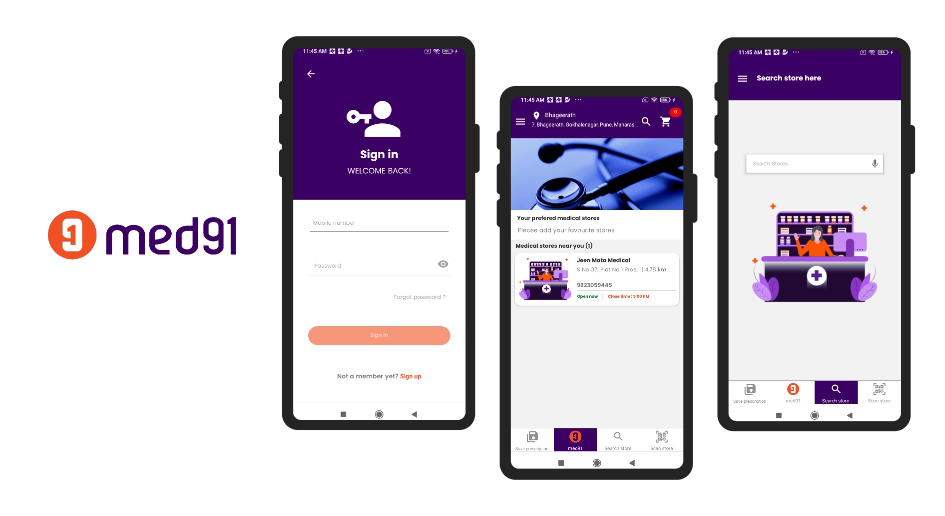 med91
11:45 AM
Sign in
WELCOME BACK!
Mobile number
Password
Forgot password ?
Sign in
Not a member yet? Sign up
11:45 AM
Bhageerath
7, Bhageerath, Gokhalenagar, Pune, Maharas...
0
Your prefered medical stores
Please add your favourite stores
Medical stores near you (1)
Jeen Mata Medical
S No 37, Plot No 1 Pras.. | 4.75 km
9823059445
Open now | Close time : 9:00 PM
Save prescription
med91
Search store
Scan store
11:45 AM
Search store here
Search Stores
Save prescription
med91
Search store
Scan store